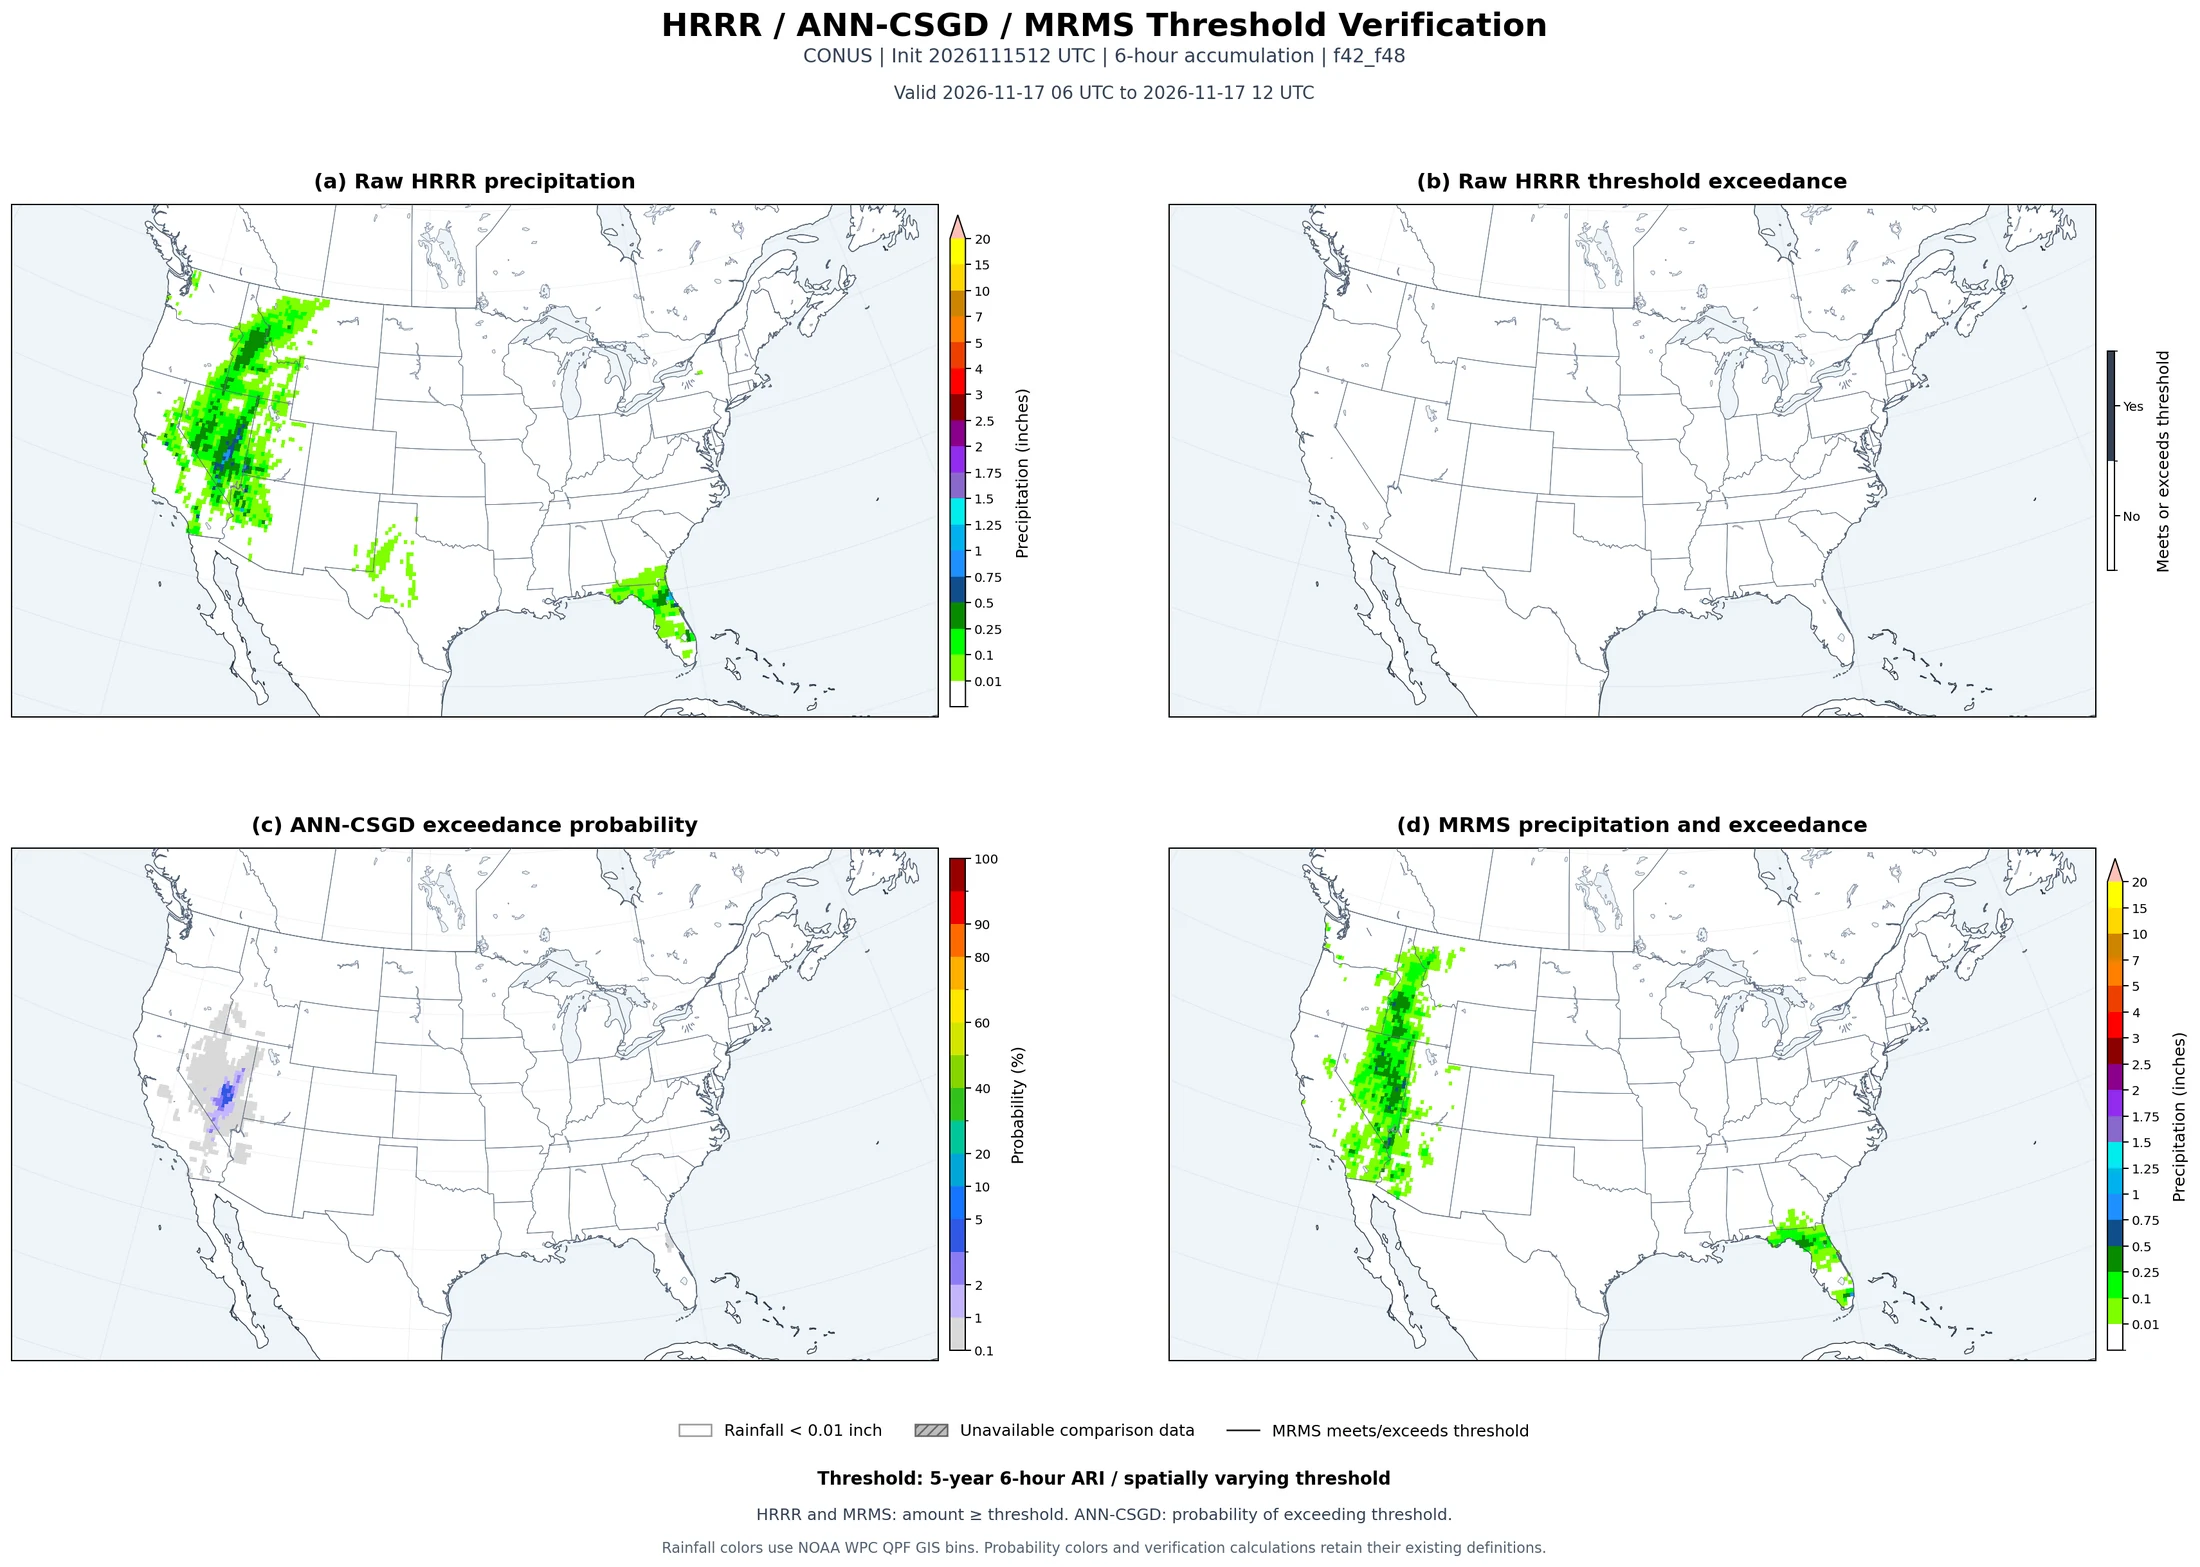 HRRR / ANN-CSGD / MRMS Threshold Verification
CONUS | Init 2026111512 UTC | 6-hour accumulation | f42_f48
Valid 2026-11-17 06 UTC to 2026-11-17 12 UTC
(a) Raw HRRR precipitation
20
15
10
7
5
4
3
2.5
2
1.75
1.5
1.25
1
0.75
0.5
0.25
0.1
0.01
Precipitation (inches)
(b) Raw HRRR threshold exceedance
Yes
No
Meets or exceeds threshold
(c) ANN-CSGD exceedance probability
100
90
80
60
40
20
10
5
2
1
0.1
Probability (%)
(d) MRMS precipitation and exceedance
20
15
10
7
5
4
3
2.5
2
1.75
1.5
1.25
1
0.75
0.5
0.25
0.1
0.01
Precipitation (inches)
Rainfall < 0.01 inch
Unavailable comparison data
MRMS meets/exceeds threshold
Threshold: 5-year 6-hour ARI / spatially varying threshold
HRRR and MRMS: amount ≥ threshold. ANN-CSGD: probability of exceeding threshold.
Rainfall colors use NOAA WPC QPF GIS bins. Probability colors and verification calculations retain their existing definitions.